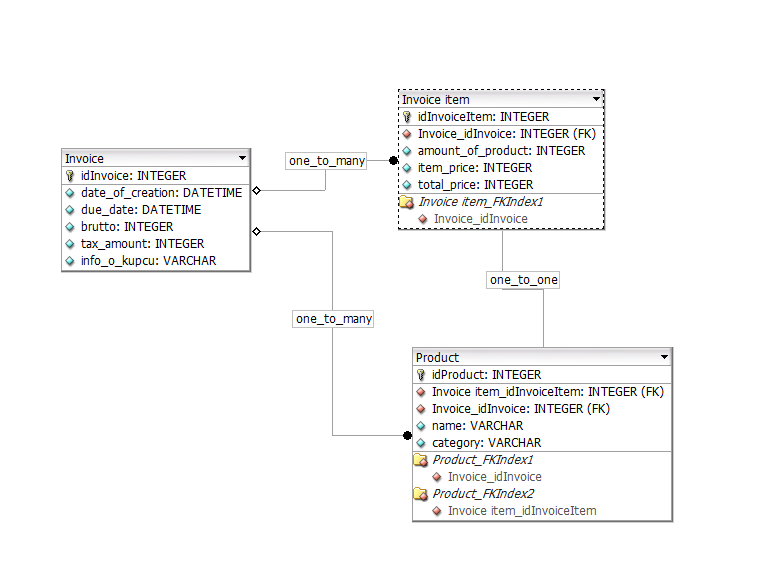 Invoice
idInvoice: INTEGER
date_of_creation: DATETIME
due_date: DATETIME
brutto: INTEGER
tax_amount: INTEGER
info_o_kupcu: VARCHAR
one_to_many
Invoice item
idInvoiceItem: INTEGER
Invoice_idInvoice: INTEGER (FK)
amount_of_product: INTEGER
item_price: INTEGER
total_price: INTEGER
Invoice item_FKIndex1
Invoice_idInvoice
one_to_one
one_to_many
Product
idProduct: INTEGER
Invoice item_idInvoiceItem: INTEGER (FK)
Invoice_idInvoice: INTEGER (FK)
name: VARCHAR
category: VARCHAR
Product_FKIndex1
Invoice_idInvoice
Product_FKIndex2
Invoice item_idInvoiceItem